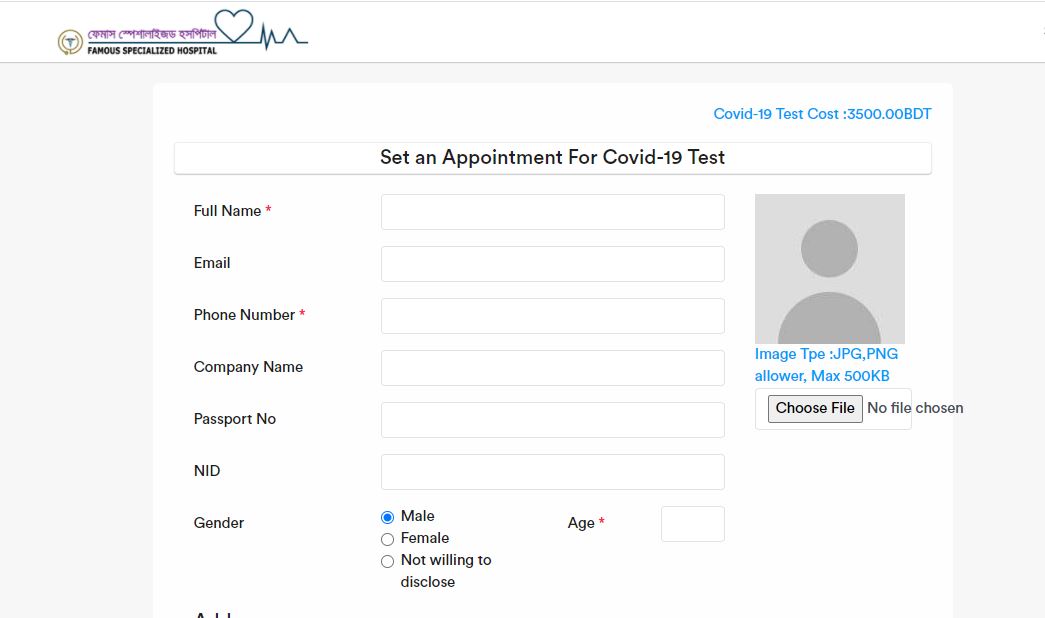 ফেমাস স্পেশালাইজড হসপিটাল
FAMOUS SPECIALIZED HOSPITAL
Covid-19 Test Cost :3500.00BDT
Set an Appointment For Covid-19 Test
Full Name *
Email
Phone Number *
Company Name
Passport No
NID
Gender
Male
Female
Not willing to
disclose
Age *
Image Tpe :JPG,PNG
allower, Max 500KB
Choose File No file chosen